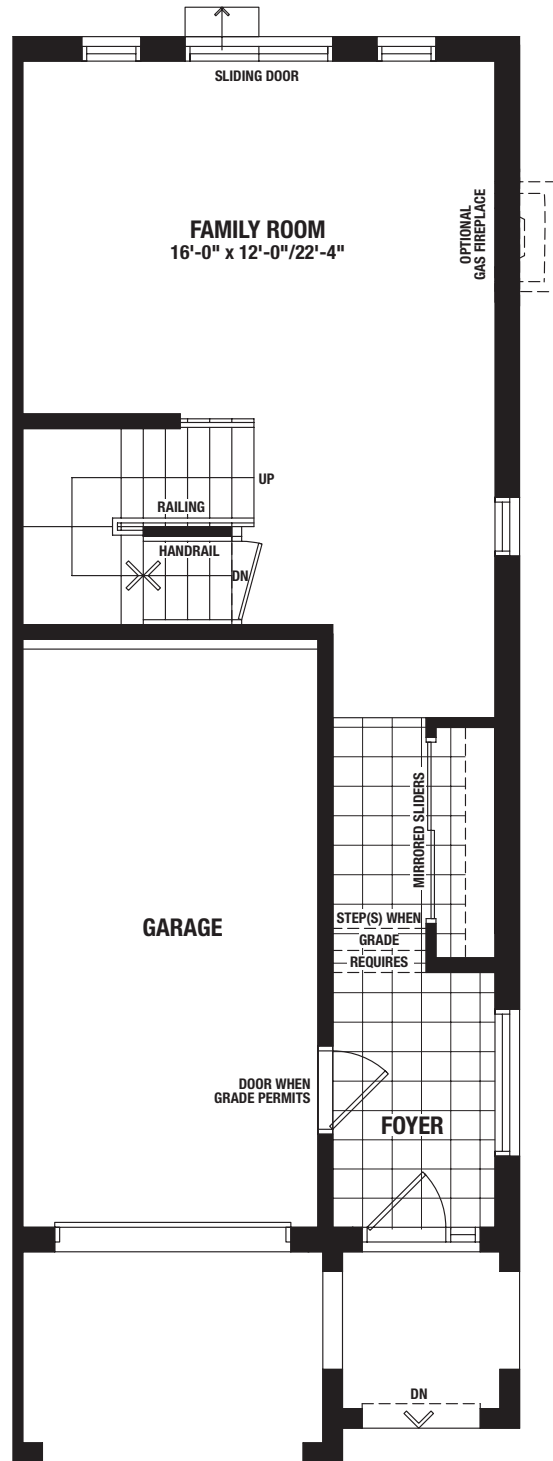 SLIDING DOOR
FAMILY ROOM
16'-0" x 12'-0"/22'-4"
OPTIONAL
GAS FIREPLACE
UP
RAILING
HANDRAIL
DN
MIRRORED SLIDERS
STEP(S) WHEN
GRADE
REQUIRES
GARAGE
DOOR WHEN
GRADE PERMITS
FOYER
DN